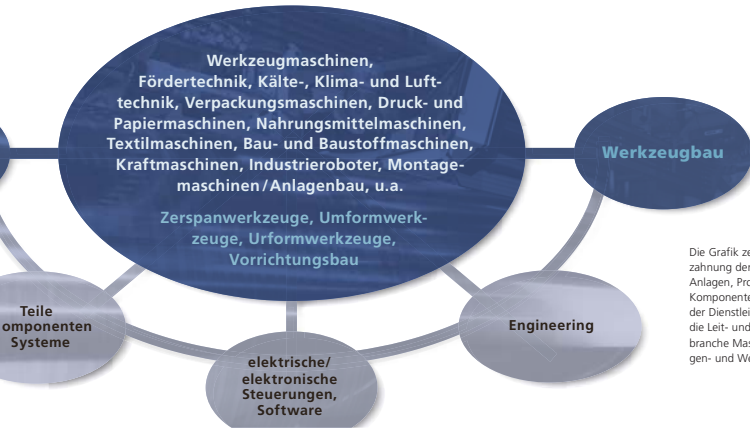 Werkzeugmaschinen,
Fördertechnik, Kälte-, Klima- und Luft-
technik, Verpackungsmaschinen, Druck- und
Papiermaschinen, Nahrungsmittelmaschinen,
Textilmaschinen, Bau- und Baustoffmaschinen,
Kraftmaschinen, Industrieroboter, Montage-
maschinen/Anlagenbau, u.a.
Zerspanwerkzeuge, Umformwerk-
zeuge, Urformwerkzeuge,
Vorrichtungsbau
Werkzeugbau
Teile
omponenten
Systeme
elektrische/
elektronische
Steuerungen,
Software
Engineering
Die Grafik ze
zahnung der
Anlagen, Pro
Komponente
der Dienstlei
die Leit- und
branche Mas
gen- und We